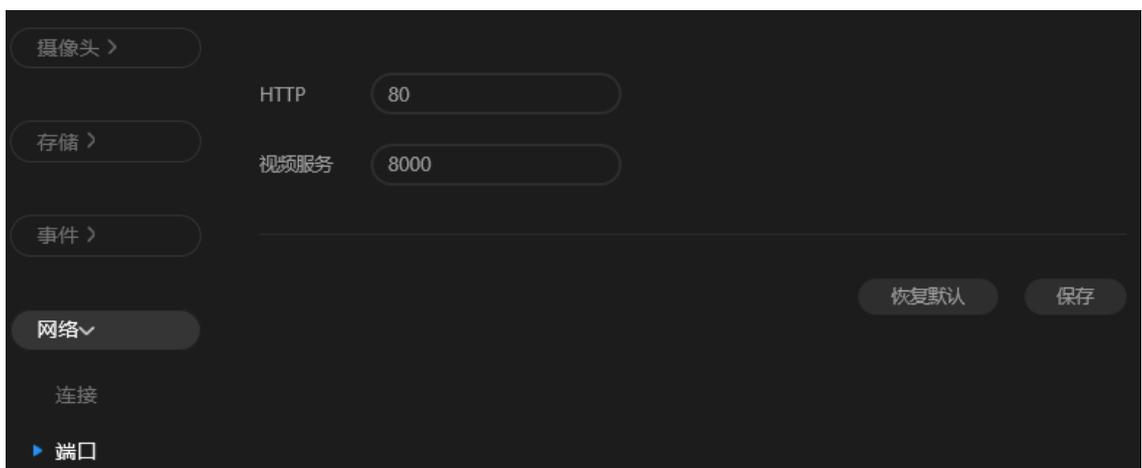 摄像头 >
存储 >
事件 >
网络
连接
端口
HTTP 80
视频服务 8000
恢复默认 保存